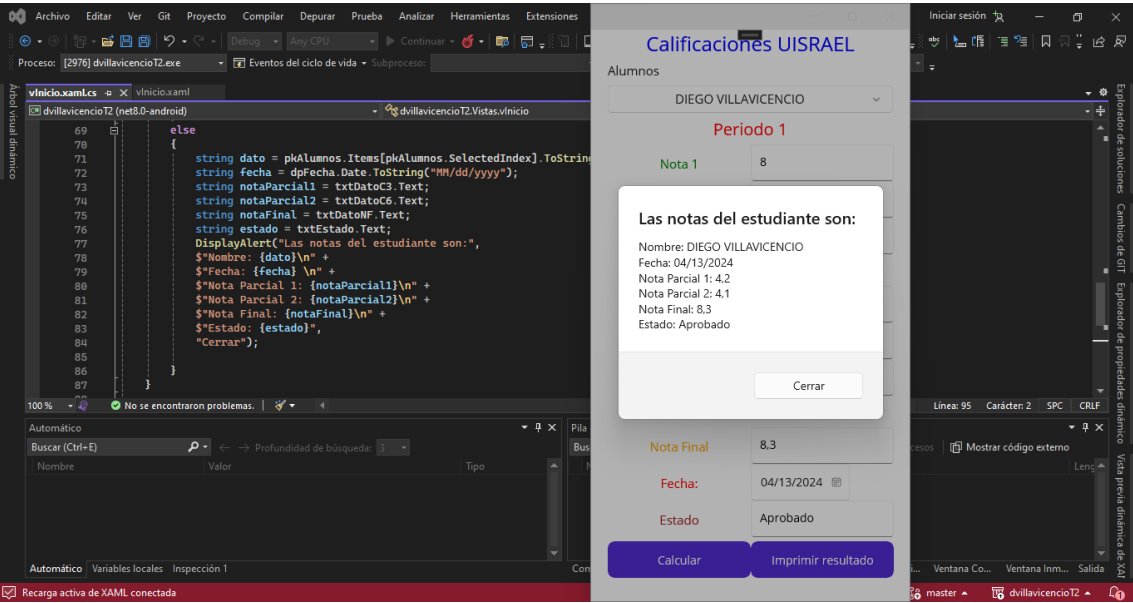 Archivo Editar Ver Git Proyecto Compilar Depurar Prueba Analizar Herramientas Extensiones Iniciar sesión
Debug Any CPU Continuar
Proceso: [2976] dvillavicencioT2.exe Eventos del ciclo de vida Subproceso:
vInicio.xaml.cs vInicio.xaml
dvillavicencioT2 (net8.0-android) dvillavicencioT2.Vistas.vInicio
69 else
70 {
71 string dato = pkAlumnos.Items[pkAlumnos.SelectedIndex].ToString
72 string fecha = dpFecha.Date.ToString("MM/dd/yyyy");
73 string notaParcial1 = txtDatoC3.Text;
74 string notaParcial2 = txtDatoC6.Text;
75 string notaFinal = txtDatoNF.Text;
76 string estado = txtEstado.Text;
77 DisplayAlert("Las notas del estudiante son:",
78 $"Nombre: {dato}\n" +
79 $"Fecha: {fecha} \n" +
80 $"Nota Parcial 1: {notaParcial1}\n" +
81 $"Nota Parcial 2: {notaParcial2}\n" +
82 $"Nota Final: {notaFinal}\n" +
83 $"Estado: {estado}",
84 "Cerrar");
85
86 }
87 }
100 % No se encontraron problemas.
Línea: 95 Carácter: 2 SPC CRLF
Automático
Buscar (Ctrl+E) Profundidad de búsqueda: 3
Nombre Valor Tipo
Automático Variables locales Inspección 1
Recarga activa de XAML conectada
Árbol visual dinámico
Pila
Mostrar código externo
Ventana Co... Ventana Inm... Salida
master dvillavicencioT2
Explorador de soluciones
Cambios de GIT
Explorador de propiedades dinámico
Vista previa dinámica de XAI
Calificaciones UISRAEL
Alumnos
DIEGO VILLAVICENCIO
Periodo 1
Nota 1 8
Las notas del estudiante son:
Nombre: DIEGO VILLAVICENCIO
Fecha: 04/13/2024
Nota Parcial 1: 4,2
Nota Parcial 2: 4,1
Nota Final: 8,3
Estado: Aprobado
Cerrar
Nota Final 8,3
Fecha: 04/13/2024
Estado Aprobado
Calcular Imprimir resultado